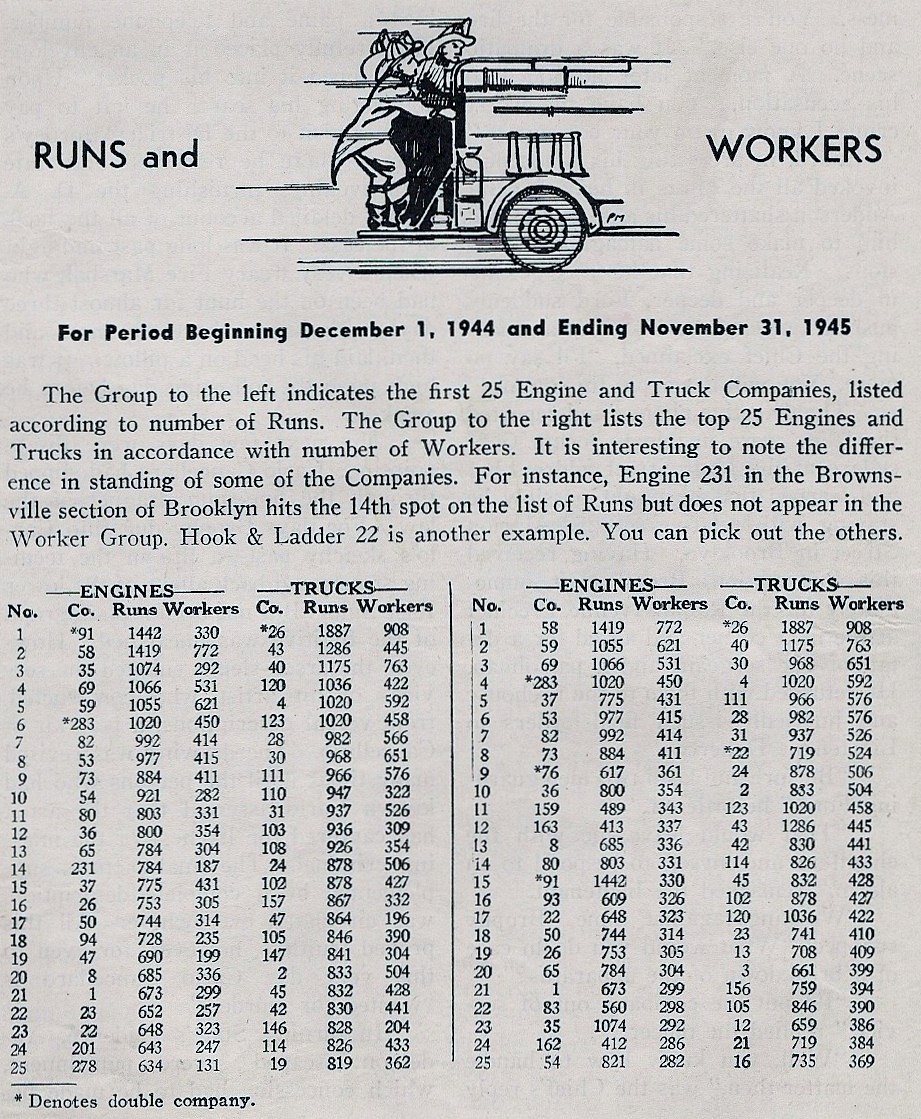 RUNS and WORKERS
PM
For Period Beginning December 1, 1944 and Ending November 31, 1945
The Group to the left indicates the first 25 Engine and Truck Companies, listed
according to number of Runs. The Group to the right lists the top 25 Engines and
Trucks in accordance with number of Workers. It is interesting to note the differ-
ence in standing of some of the Companies. For instance, Engine 231 in the Browns-
ville section of Brooklyn hits the 14th spot on the list of Runs but does not appear in the
Worker Group. Hook & Ladder 22 is another example. You can pick out the others.
ENGINES TRUCKS
No. Co. Runs Workers Co. Runs Workers
1 *91 1442 330 *26 1887 908
2 58 1419 772 43 1286 445
3 35 1074 292 40 1175 763
4 69 1066 531 120 1036 422
5 59 1055 621 4 1020 592
6 *283 1020 450 123 1020 458
7 82 992 414 28 982 566
8 53 977 415 30 968 651
9 73 884 411 111 966 576
10 54 921 282 110 947 322
11 80 803 331 31 937 526
12 36 800 354 103 936 309
13 65 784 304 108 926 354
14 231 784 187 24 878 506
15 37 775 431 102 878 427
16 26 753 305 157 867 332
17 50 744 314 47 864 196
18 94 728 235 105 846 390
19 47 690 199 147 841 304
20 8 685 336 2 833 504
21 1 673 299 45 832 428
22 23 652 257 42 830 441
23 22 648 323 146 828 204
24 201 643 247 114 826 433
25 278 634 131 19 819 362
ENGINES TRUCKS
No. Co. Runs Workers Co. Runs Workers
1 58 1419 772 *26 1887 908
2 59 1055 621 40 1175 763
3 69 1066 531 30 968 651
4 *283 1020 450 4 1020 592
5 37 775 431 111 966 576
6 53 977 415 28 982 576
7 82 992 414 31 937 526
8 73 884 411 *22 719 524
9 *76 617 361 24 878 506
10 36 800 354 2 853 504
11 159 489 343 123 1020 458
12 163 413 337 43 1286 445
13 8 685 336 42 830 441
14 80 803 331 114 826 433
15 *91 1442 330 45 832 428
16 93 609 326 102 878 427
17 22 648 323 120 1036 422
18 50 744 314 23 741 410
19 26 753 305 13 708 409
20 65 784 304 3 661 399
21 1 673 299 156 759 394
22 83 560 298 105 846 390
23 35 1074 292 12 659 386
24 162 412 286 21 719 384
25 54 821 282 16 735 369
* Denotes double company.